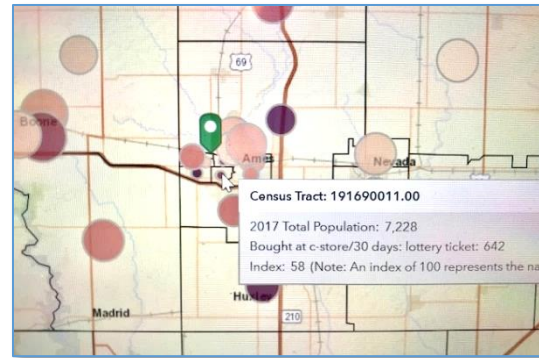 69
Boone
Ames
Nevada
Census Tract: 191690011.00
2017 Total Population: 7,228
Bought at c-store/30 days: lottery ticket: 642
Index: 58 (Note: An index of 100 represents the na
Huxley
Madrid
210